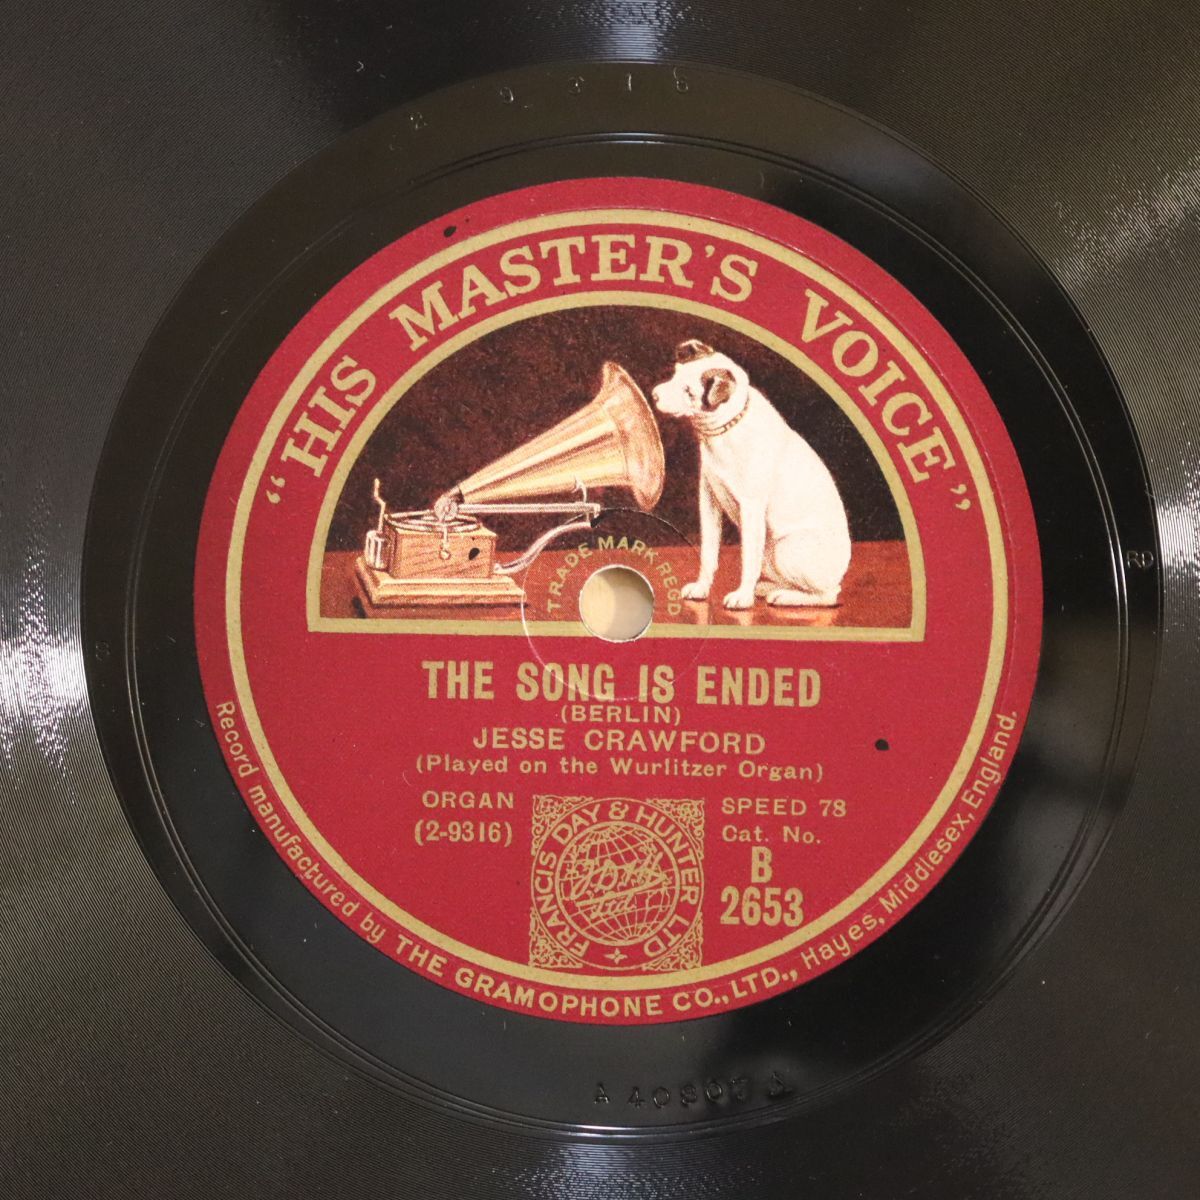 2 9316
"HIS MASTER'S VOICE"
TRADE MARK REGD
THE SONG IS ENDED
(BERLIN)
JESSE CRAWFORD
(Played on the Wurlitzer Organ)
ORGAN
(2-9316)
FRANCIS DAY & HUNTER LTD
SPEED 78
Cat. No.
B
2653
Record manufactured by THE GRAMOPHONE CO., LTD., Hayes, Middlesex, England.